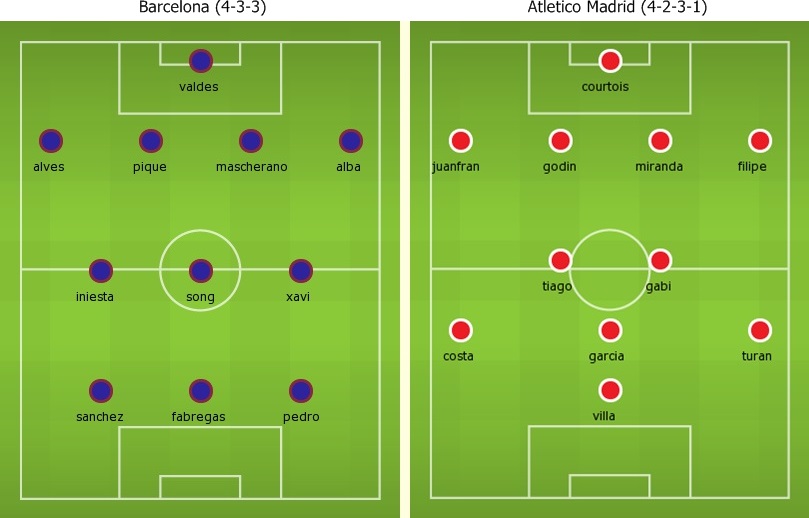 Barcelona (4-3-3)
valdes
alves pique mascherano alba
iniesta song xavi
sanchez fabregas pedro
Atletico Madrid (4-2-3-1)
courtois
juanfran godin miranda filipe
tiago gabi
costa garcia turan
villa